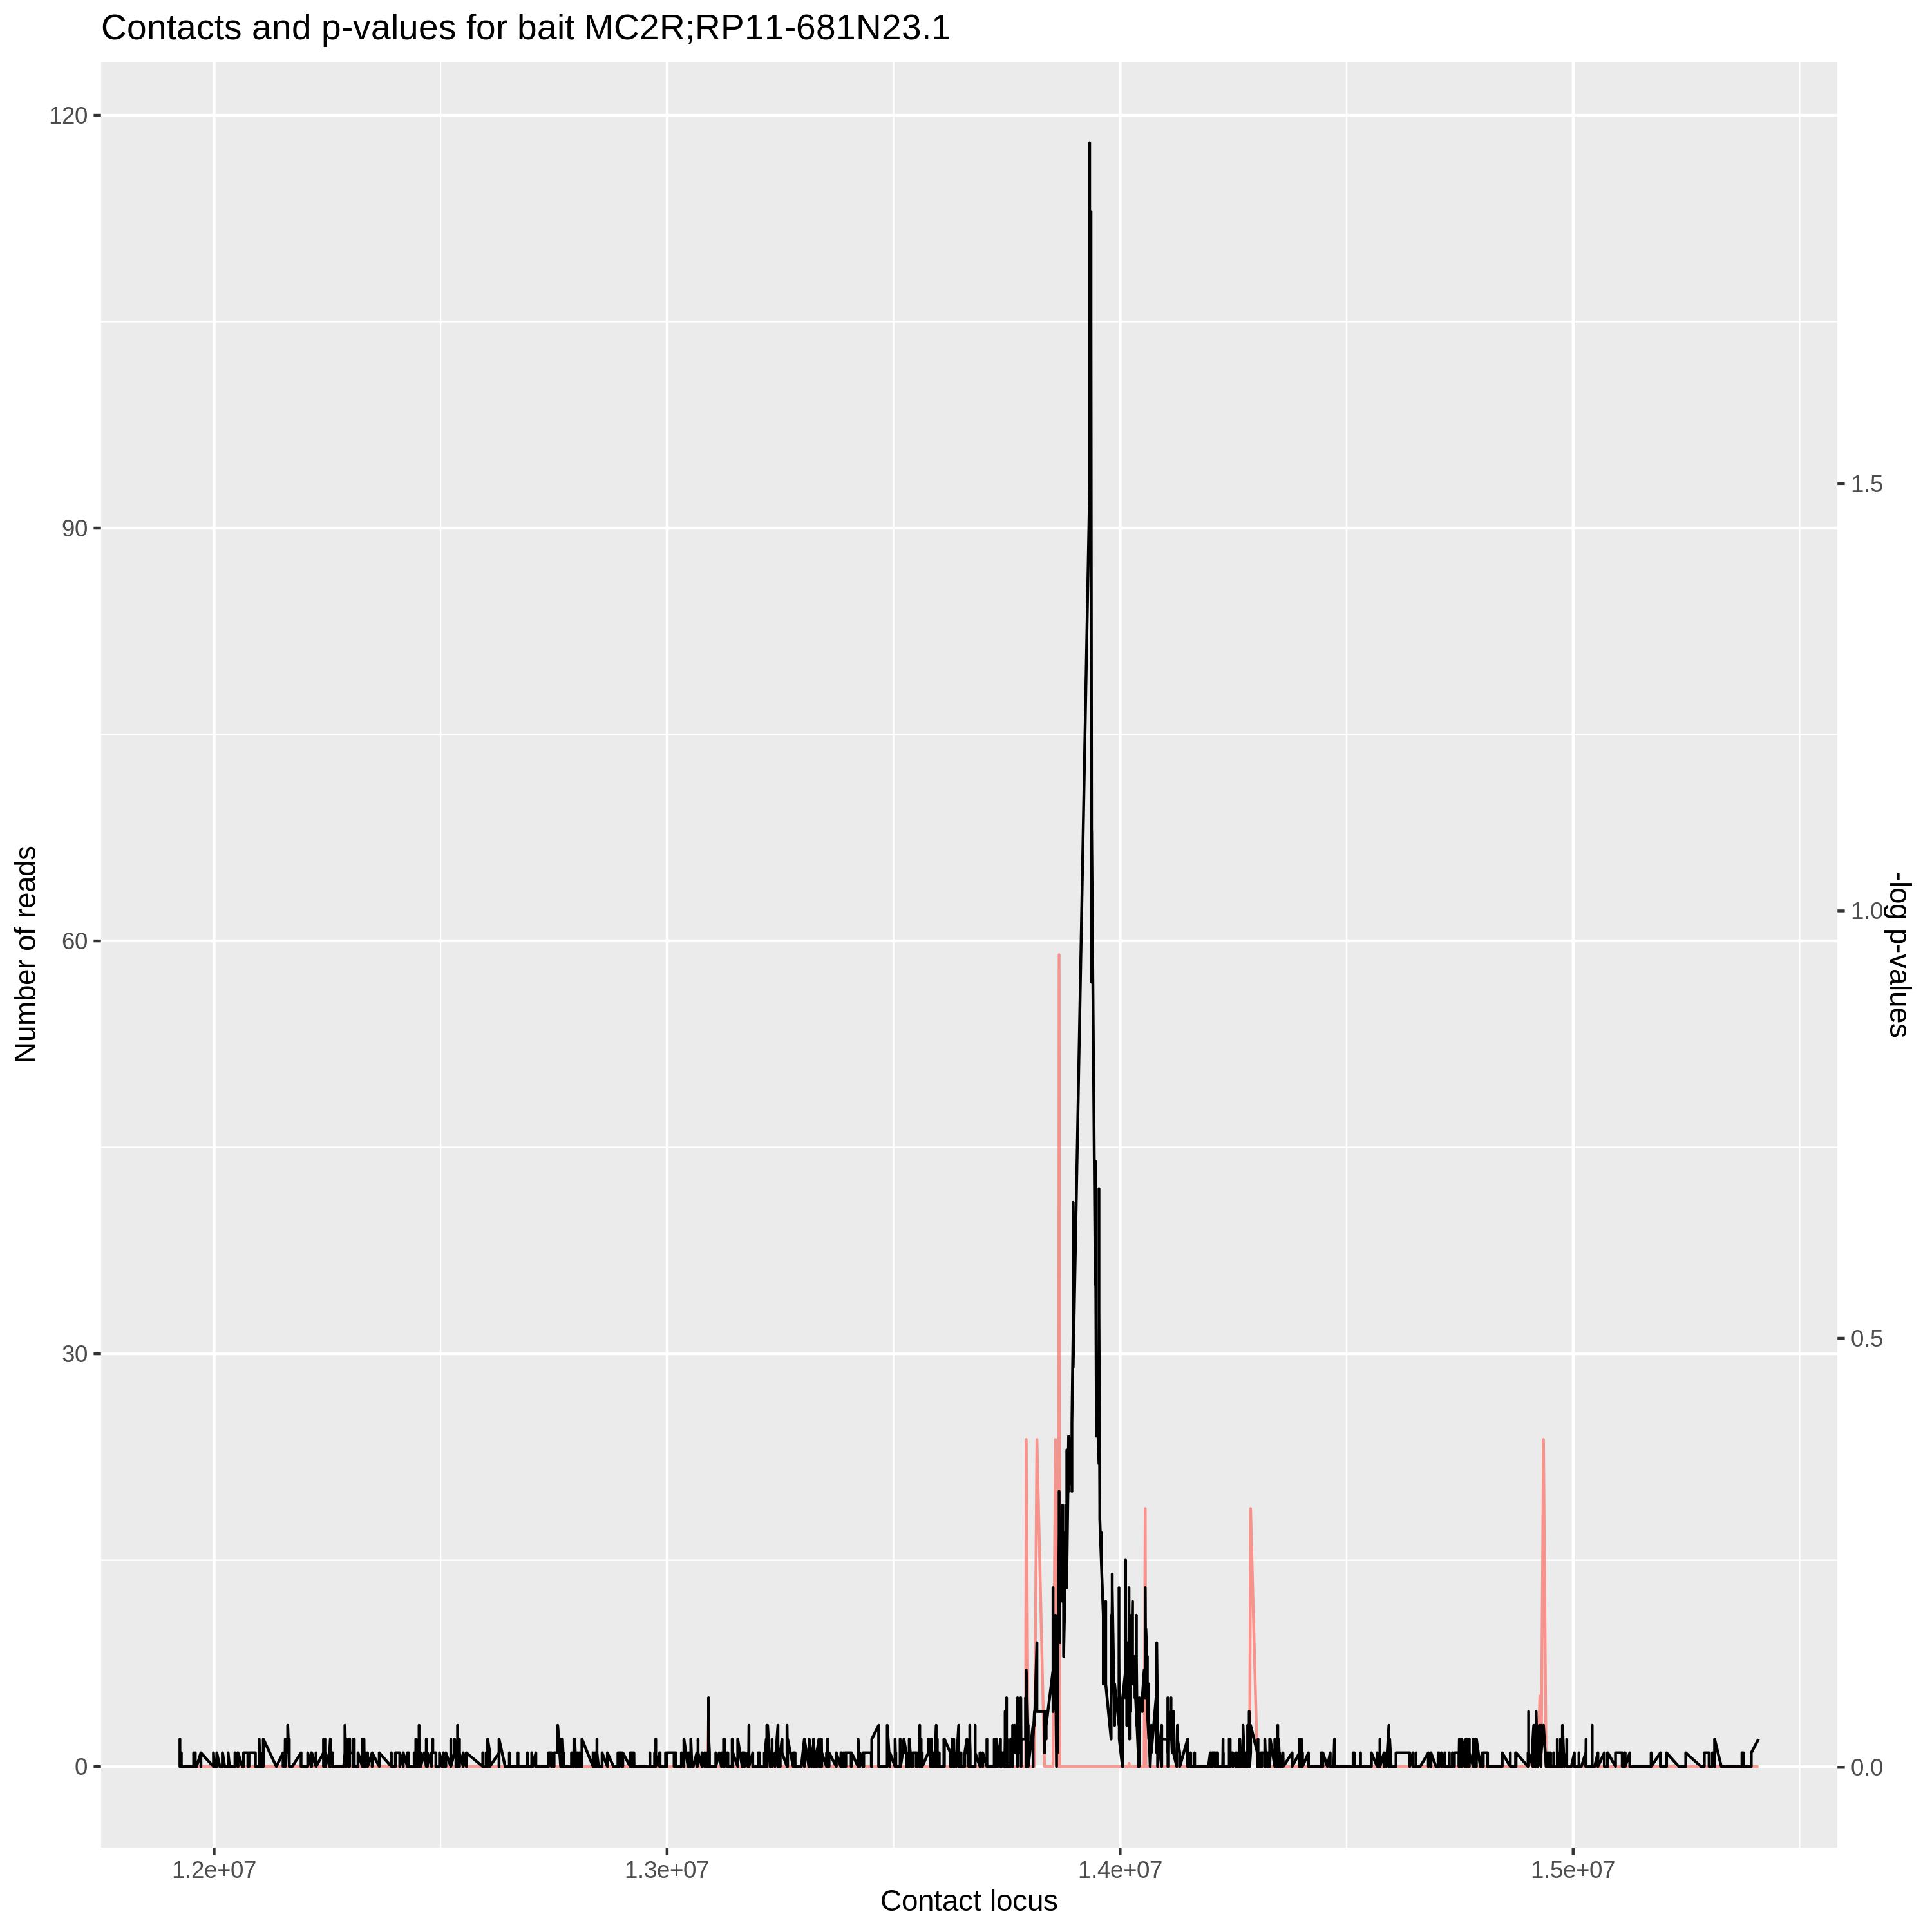 Contacts and p-values for bait MC2R;RP11-681N23.1
120
90
60
30
0
Number of reads
1.5
1.0
0.5
0.0
-log p-values
1.2e+07
1.3e+07
1.4e+07
1.5e+07
Contact locus